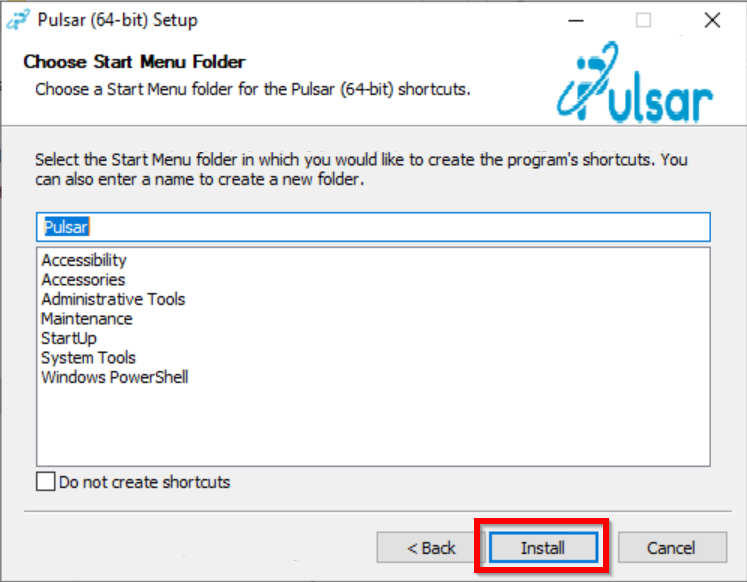 Pulsar (64-bit) Setup
Choose Start Menu Folder
Choose a Start Menu folder for the Pulsar (64-bit) shortcuts.
Pulsar
Select the Start Menu folder in which you would like to create the program's shortcuts. You
can also enter a name to create a new folder.
Pulsar
Accessibility
Accessories
Administrative Tools
Maintenance
StartUp
System Tools
Windows PowerShell
Do not create shortcuts
< Back
Install
Cancel